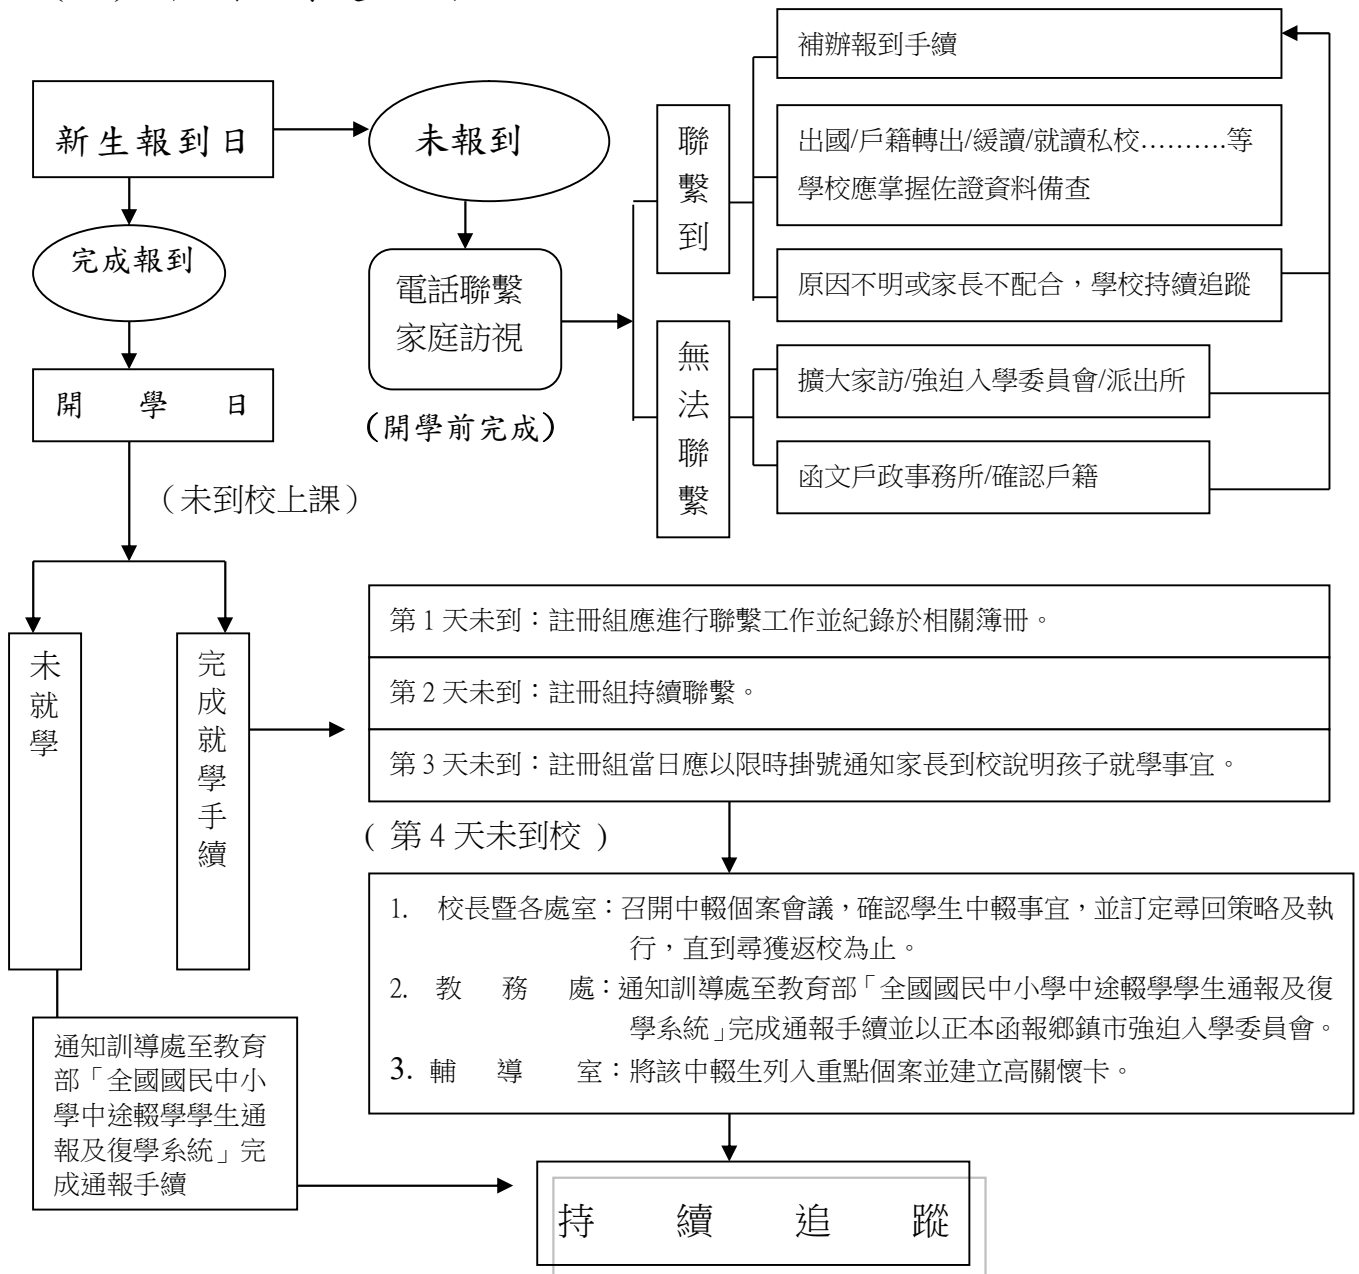 新生報到日
未報到
完成報到
開學日
(未到校上課)
電話聯繫
家庭訪視
(開學前完成)
聯繫到
無法聯繫
補辦報到手續
出國/戶籍轉出/緩讀/就讀私校……….等
學校應掌握佐證資料備查
原因不明或家長不配合,學校持續追蹤
擴大家訪/強迫入學委員會/派出所
函文戶政事務所/確認戶籍
未就學
完成就學手續
第1天未到:註冊組應進行聯繫工作並紀錄於相關簿冊。
第2天未到:註冊組持續聯繫。
第3天未到:註冊組當日應以限時掛號通知家長到校說明孩子就學事宜。
( 第4天未到校 )
1. 校長暨各處室:召開中輟個案會議,確認學生中輟事宜,並訂定尋回策略及執
行,直到尋獲返校為止。
2. 教務處:通知訓導處至教育部「全國國民中小學中途輟學學生通報及復
學系統」完成通報手續並以正本函報鄉鎮市強迫入學委員會。
3. 輔導室:將該中輟生列入重點個案並建立高關懷卡。
通知訓導處至教育
部「全國國民中小
學中途輟學學生通
報及復學系統」完
成通報手續
持續追蹤